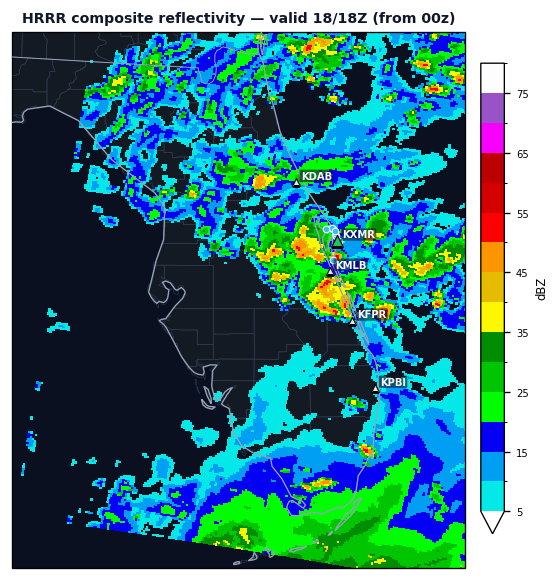 HRRR composite reflectivity — valid 18/18Z (from 00z)
KDAB
KXMR
KMLB
KFPR
KPBI
75
65
55
45
35
25
15
5
dBZ